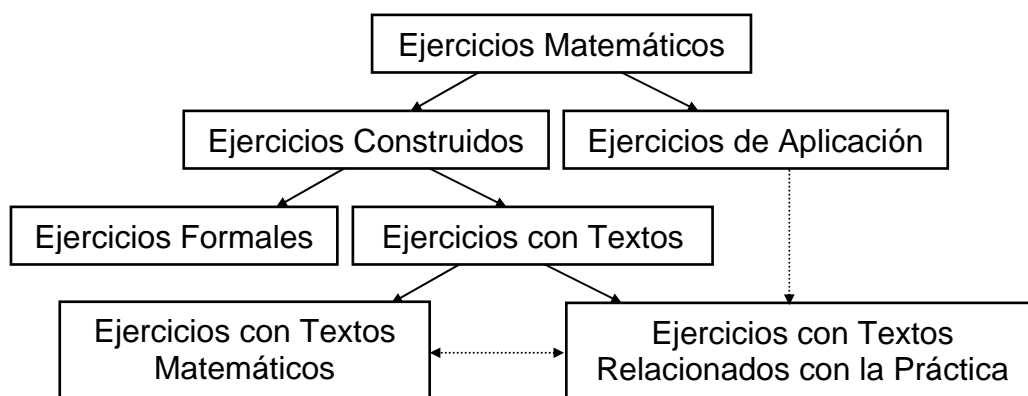 Ejercicios Matemáticos
Ejercicios Construidos
Ejercicios de Aplicación
Ejercicios Formales
Ejercicios con Textos
Ejercicios con Textos
Matemáticos
Ejercicios con Textos
Relacionados con la Práctica